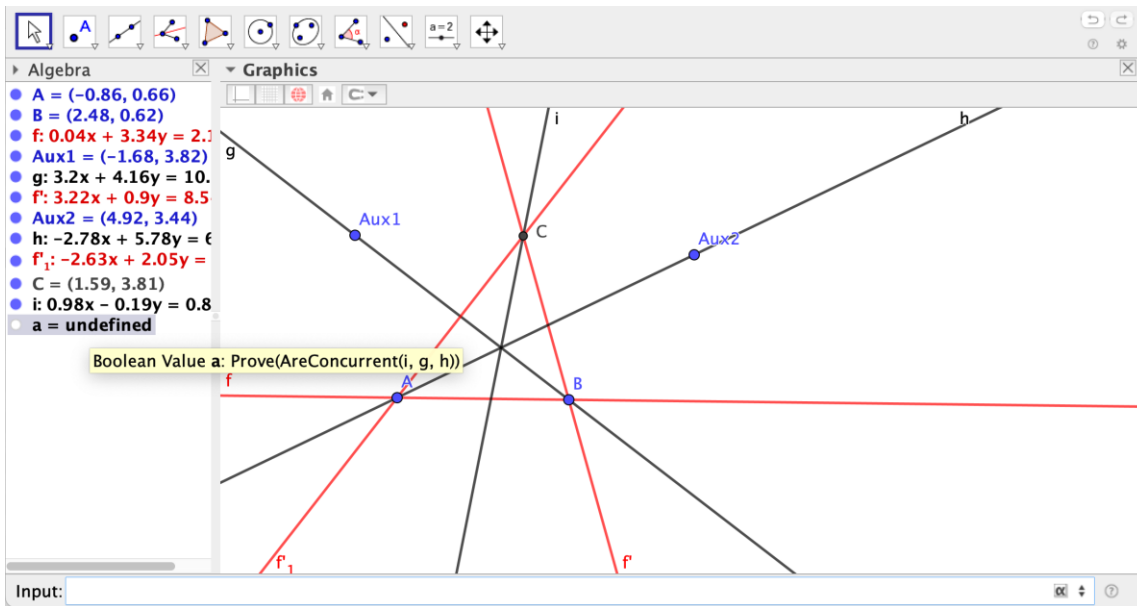 A
α
a=2
Algebra
Graphics
A = (-0.86, 0.66)
B = (2.48, 0.62)
f: 0.04x + 3.34y = 2.1
Aux1 = (-1.68, 3.82)
g: 3.2x + 4.16y = 10.
f': 3.22x + 0.9y = 8.5
Aux2 = (4.92, 3.44)
h: -2.78x + 5.78y = 6
f'₁: -2.63x + 2.05y =
C = (1.59, 3.81)
i: 0.98x - 0.19y = 0.8
a = undefined
Boolean Value a: Prove(AreConcurrent(i, g, h))
i
h
g
Aux1
C
Aux2
f
A
B
f'₁
f'
Input:
α